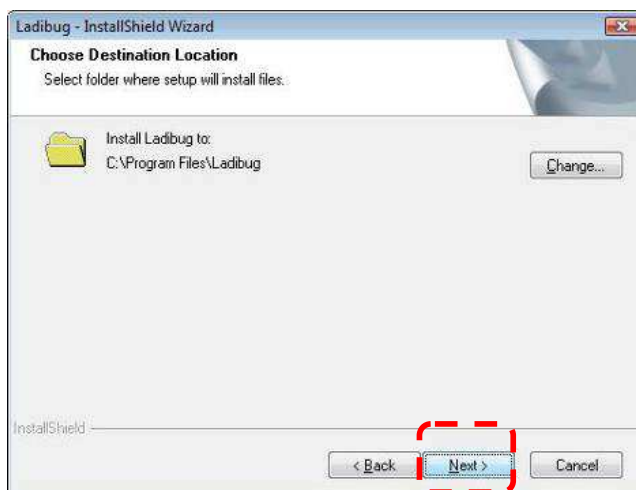 Ladibug - InstallShield Wizard
Choose Destination Location
Select folder where setup will install files.
Install Ladibug to:
C:\Program Files\Ladibug
Change...
InstallShield
< Back
Next >
Cancel